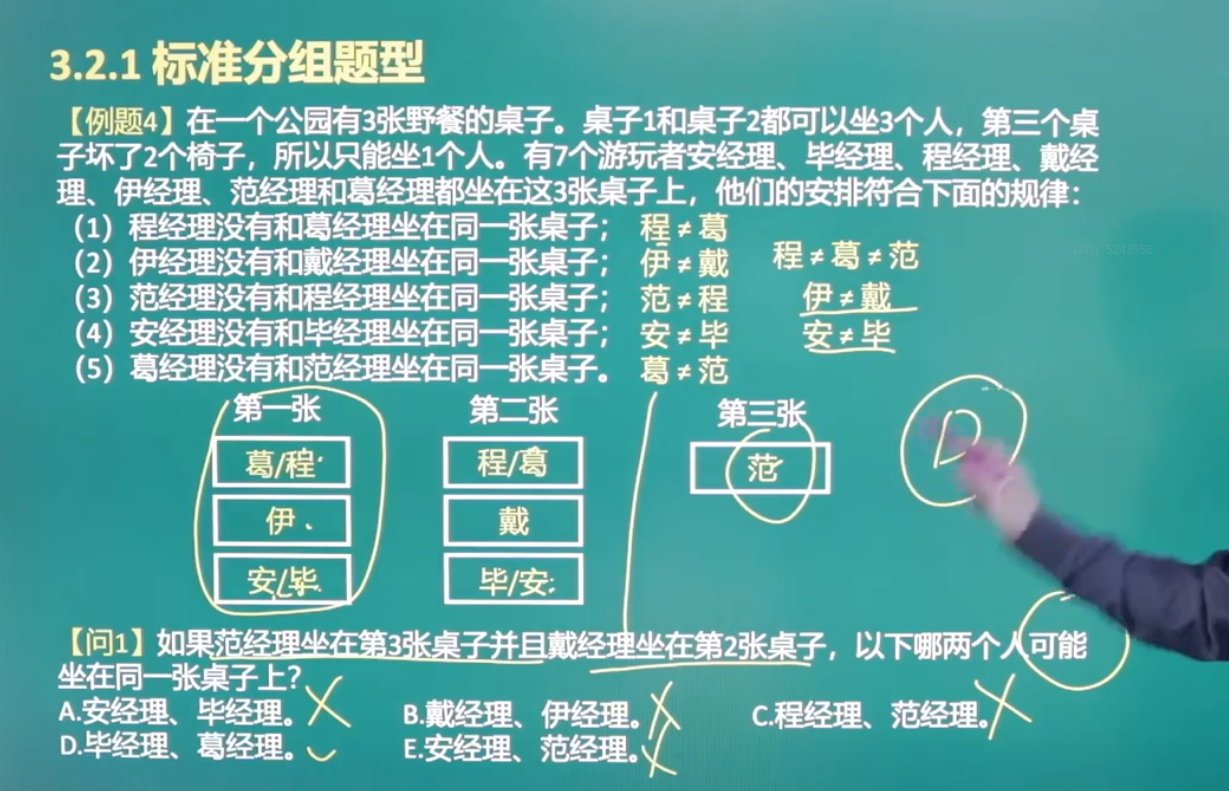 3.2.1 标准分组题型
【例题4】在一个公园有3张野餐的桌子。桌子1和桌子2都可以坐3个人，第三个桌
子坏了2个椅子，所以只能坐1个人。有7个游玩者安经理、毕经理、程经理、戴经
理、伊经理、范经理和葛经理都坐在这3张桌子上，他们的安排符合下面的规律：
（1）程经理没有和葛经理坐在同一张桌子； 程≠葛
（2）伊经理没有和戴经理坐在同一张桌子； 伊≠戴 程≠葛≠范
（3）范经理没有和程经理坐在同一张桌子； 范≠程 伊≠戴
（4）安经理没有和毕经理坐在同一张桌子； 安≠毕 安≠毕
（5）葛经理没有和范经理坐在同一张桌子。 葛≠范
第一张 第二张 第三张
葛/程 程/葛 范
伊 戴
安/毕 毕/安
D
【问1】如果范经理坐在第3张桌子并且戴经理坐在第2张桌子，以下哪两个人可能
坐在同一张桌子上？
A.安经理、毕经理。 B.戴经理、伊经理。 C.程经理、范经理。
D.毕经理、葛经理。 E.安经理、范经理。
UID: 5243556